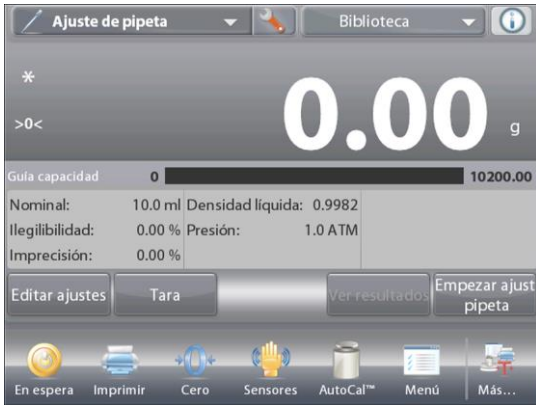 Ajuste de pipeta
Biblioteca
*
>0<
0.00 g
Guía capacidad 0 10200.00
Nominal: 10.0 ml Densidad líquida: 0.9982
Ilegibilidad: 0.00 % Presión: 1.0 ATM
Imprecisión: 0.00 %
Editar ajustes Tara Ver resultados Empezar ajust
pipeta
En espera Imprimir Cero Sensores AutoCal™ Menú Más...